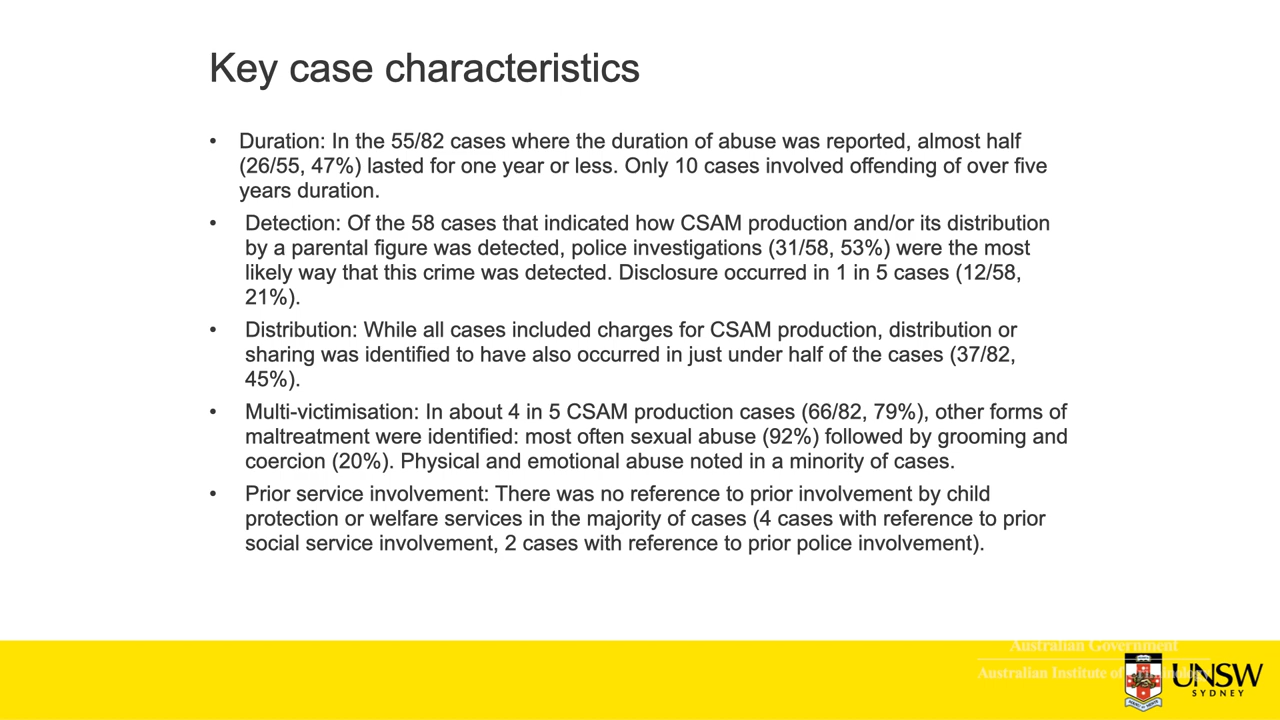 Key case characteristics
• Duration: In the 55/82 cases where the duration of abuse was reported, almost half
(26/55, 47%) lasted for one year or less. Only 10 cases involved offending of over five
years duration.
• Detection: Of the 58 cases that indicated how CSAM production and/or its distribution
by a parental figure was detected, police investigations (31/58, 53%) were the most
likely way that this crime was detected. Disclosure occurred in 1 in 5 cases (12/58,
21%).
• Distribution: While all cases included charges for CSAM production, distribution or
sharing was identified to have also occurred in just under half of the cases (37/82,
45%).
• Multi-victimisation: In about 4 in 5 CSAM production cases (66/82, 79%), other forms of
maltreatment were identified: most often sexual abuse (92%) followed by grooming and
coercion (20%). Physical and emotional abuse noted in a minority of cases.
• Prior service involvement: There was no reference to prior involvement by child
protection or welfare services in the majority of cases (4 cases with reference to prior
social service involvement, 2 cases with reference to prior police involvement).
Australian Government
Australian Institute of
UNSW
SYDNEY